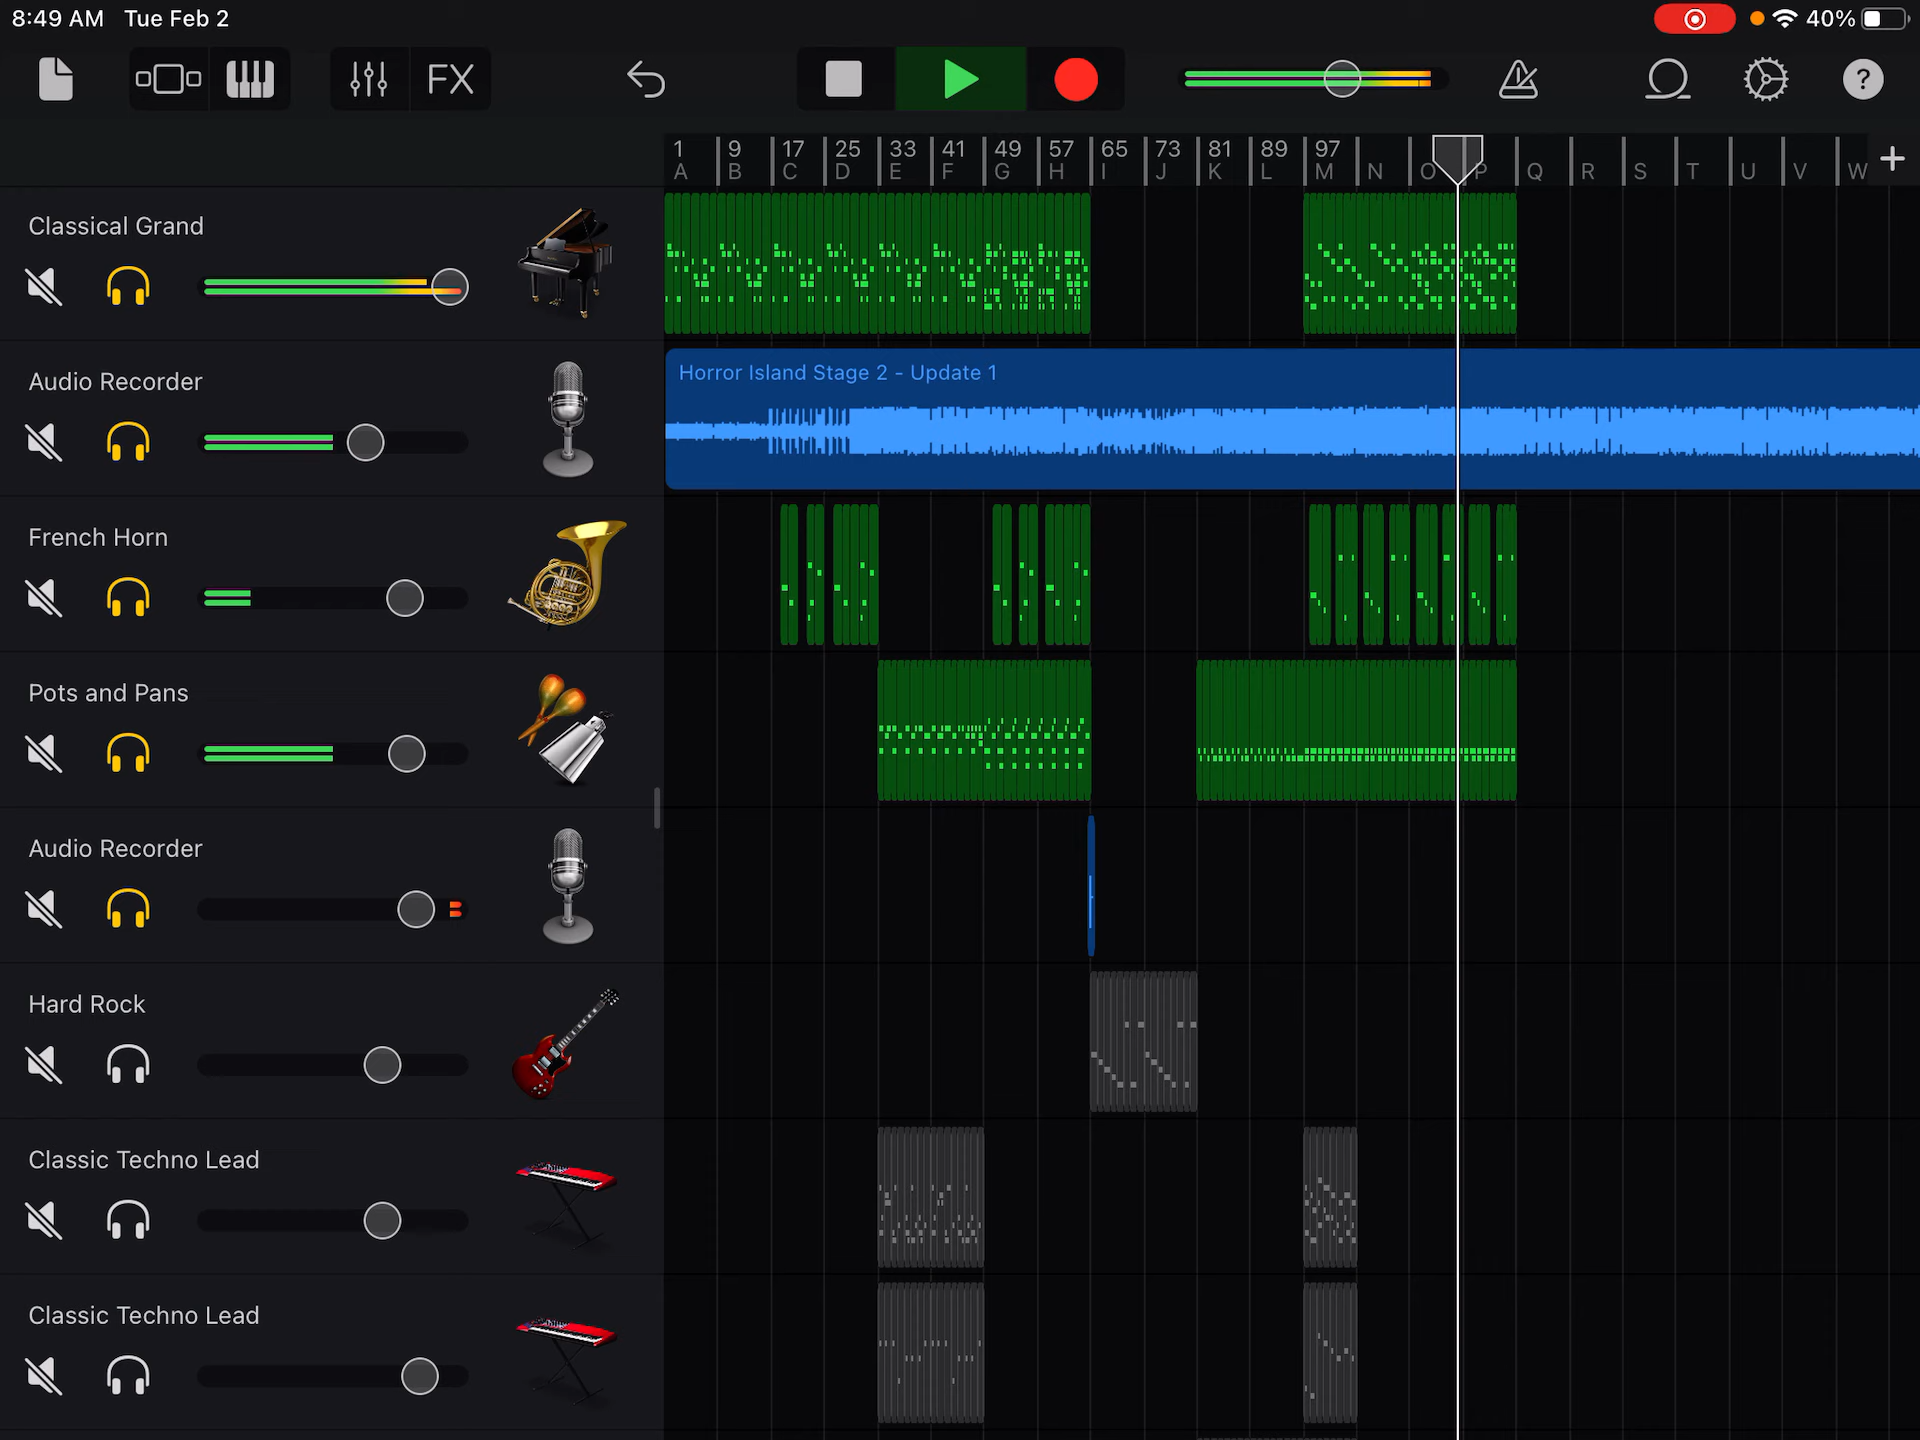 8:49 AM Tue Feb 2 40%
FX ?
1 9 17 25 33 41 49 57 65 73 81 89 97
A B C D E F G H I J K L M N O P Q R S T U V W +
Classical Grand
Audio Recorder
Horror Island Stage 2 - Update 1
French Horn
Pots and Pans
Audio Recorder
Hard Rock
Classic Techno Lead
Classic Techno Lead